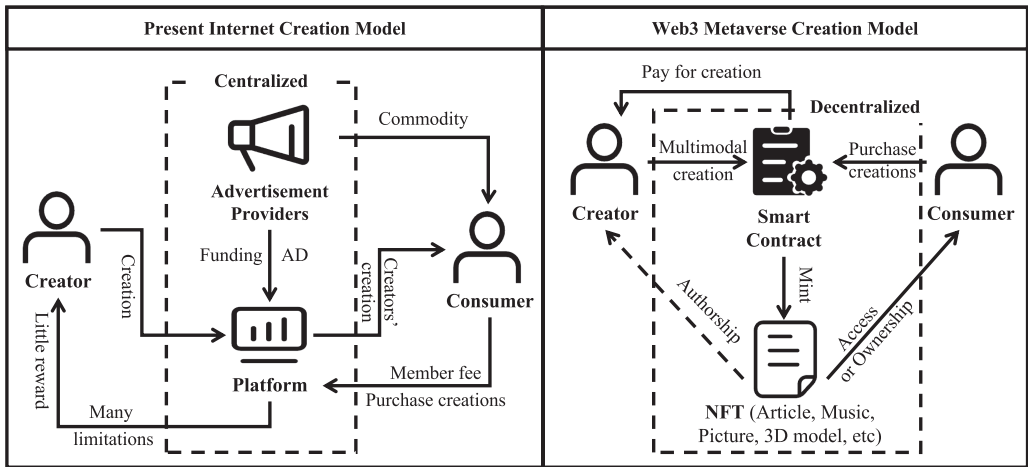 Present Internet Creation Model
Centralized
Commodity
Advertisement
Providers
Funding
AD
Creator
Creation
Creators'
creation
Consumer
Little reward
Platform
Member fee
Purchase creations
Many
limitations
Web3 Metaverse Creation Model
Pay for creation
Decentralized
Multimodal
creation
Purchase
creations
Creator
Smart
Contract
Consumer
Mint
Authorship
Access
or Ownership
NFT (Article, Music,
Picture, 3D model, etc)